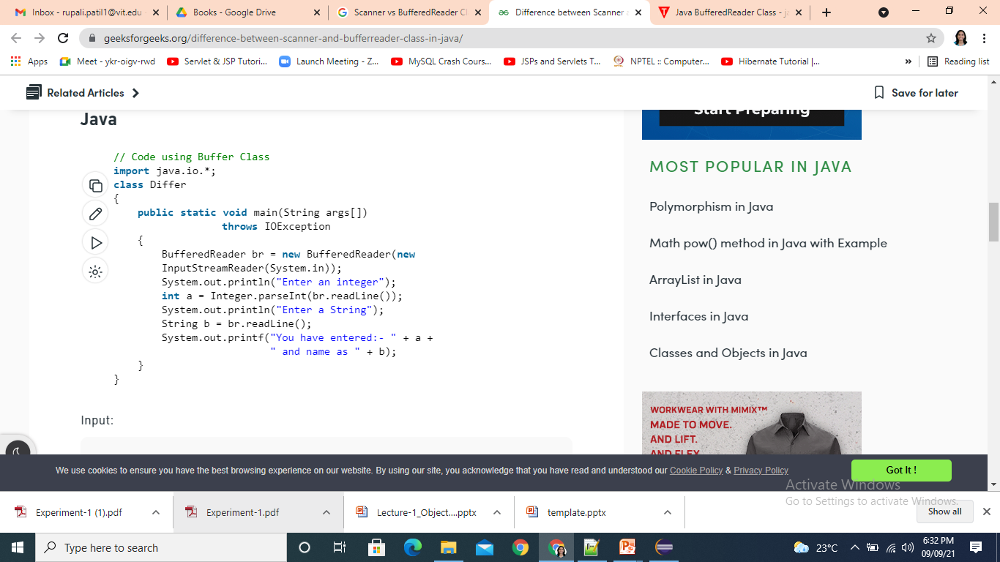 Inbox - rupali.patil1@vit.edu
Books - Google Drive
Scanner vs BufferedReader Cl
Difference between Scanner a
Java BufferedReader Class - ja
geeksforgeeks.org/difference-between-scanner-and-bufferreader-class-in-java/
Apps
Meet - ykr-oigv-rwd
Servlet & JSP Tutori...
Launch Meeting - Z...
MySQL Crash Cours...
JSPs and Servlets T...
NPTEL :: Computer...
Hibernate Tutorial |...
»
Reading list
Related Articles
Save for later
Java
// Code using Buffer Class
import java.io.*;
class Differ
{
public static void main(String args[])
throws IOException
{
BufferedReader br = new BufferedReader(new
InputStreamReader(System.in));
System.out.println("Enter an integer");
int a = Integer.parseInt(br.readLine());
System.out.println("Enter a String");
String b = br.readLine();
System.out.printf("You have entered:- " + a +
" and name as " + b);
}
}
Input:
Start Preparing
MOST POPULAR IN JAVA
Polymorphism in Java
Math pow() method in Java with Example
ArrayList in Java
Interfaces in Java
Classes and Objects in Java
WORKWEAR WITH MIMIX™
MADE TO MOVE.
AND LIFT.
AND FLEX
We use cookies to ensure you have the best browsing experience on our website. By using our site, you acknowledge that you have read and understood our Cookie Policy & Privacy Policy
Got It !
Activate Windows
Go to Settings to activate Windows.
Experiment-1 (1).pdf
Experiment-1.pdf
Lecture-1_Object....pptx
template.pptx
Show all
Type here to search
23°C
6:32 PM
09/09/21